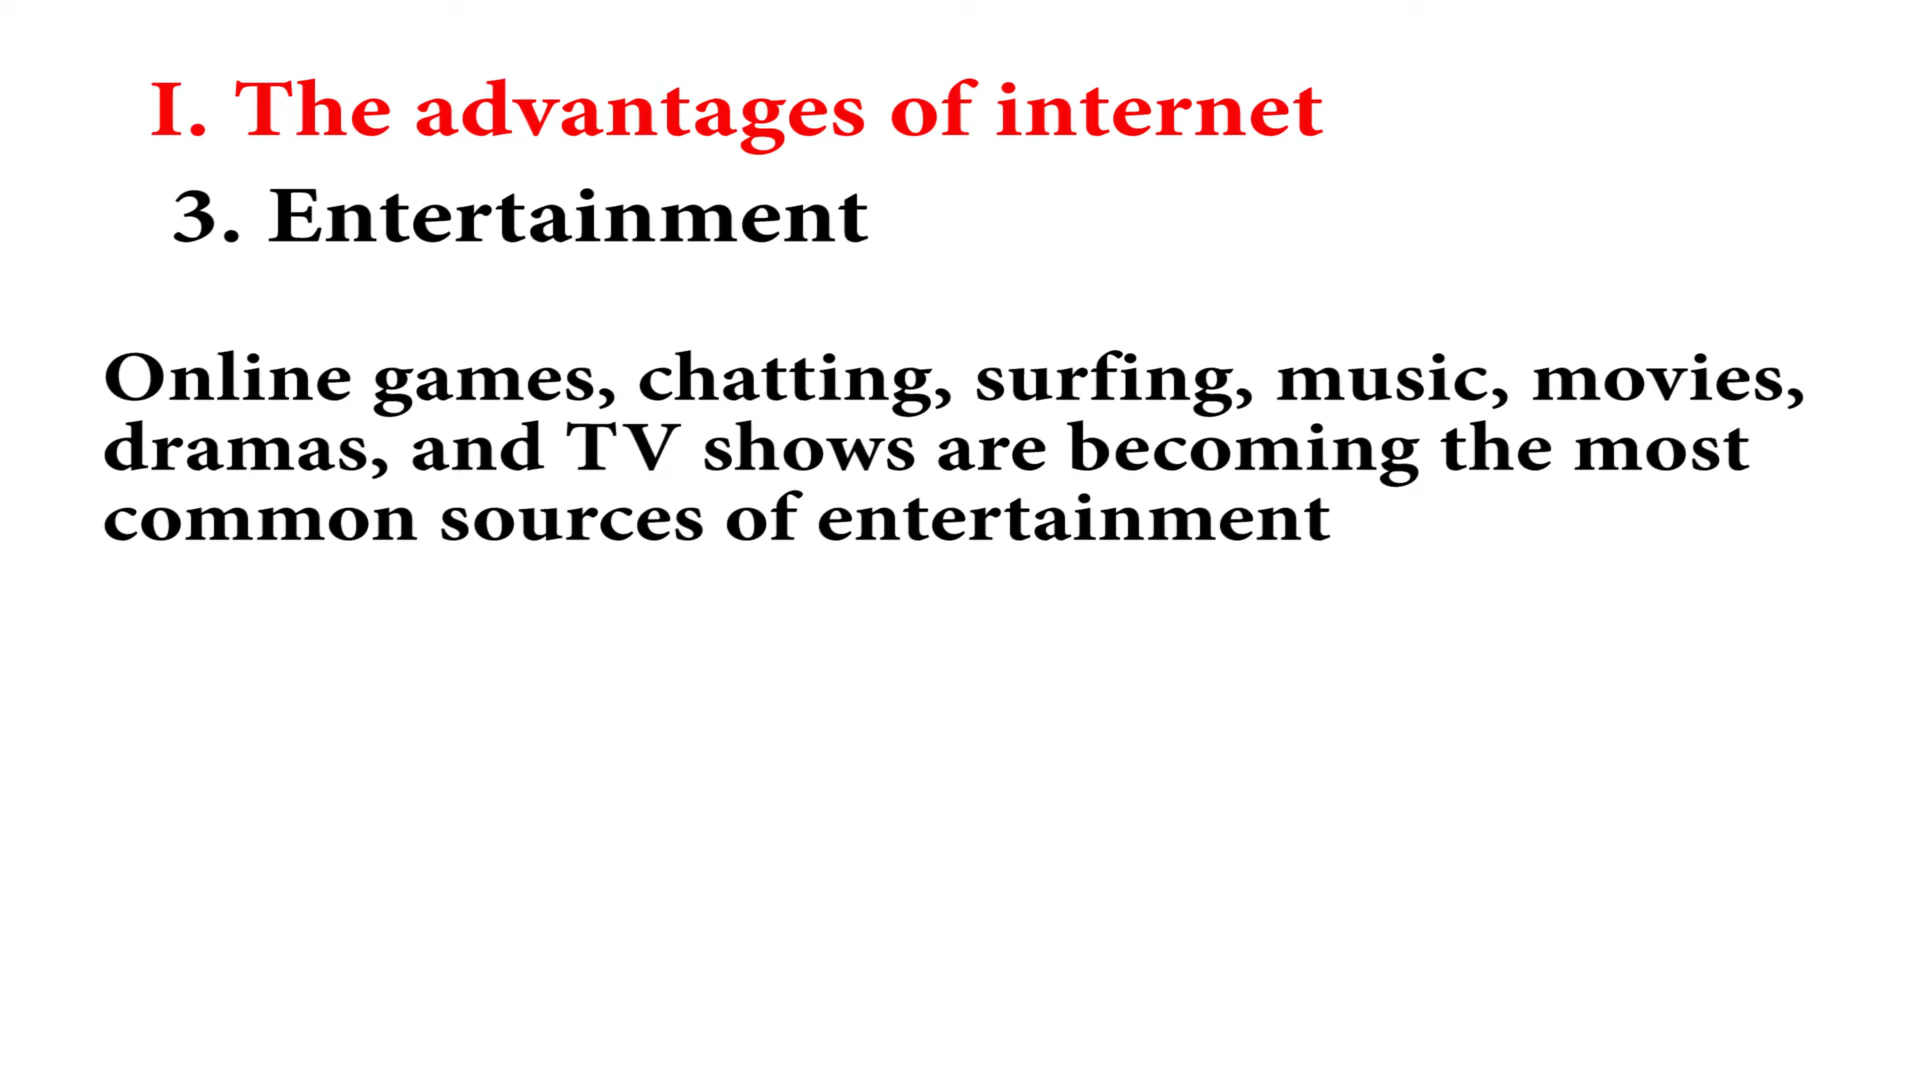 I. The advantages of internet
3. Entertainment
Online games, chatting, surfing, music, movies,
dramas, and TV shows are becoming the most
common sources of entertainment